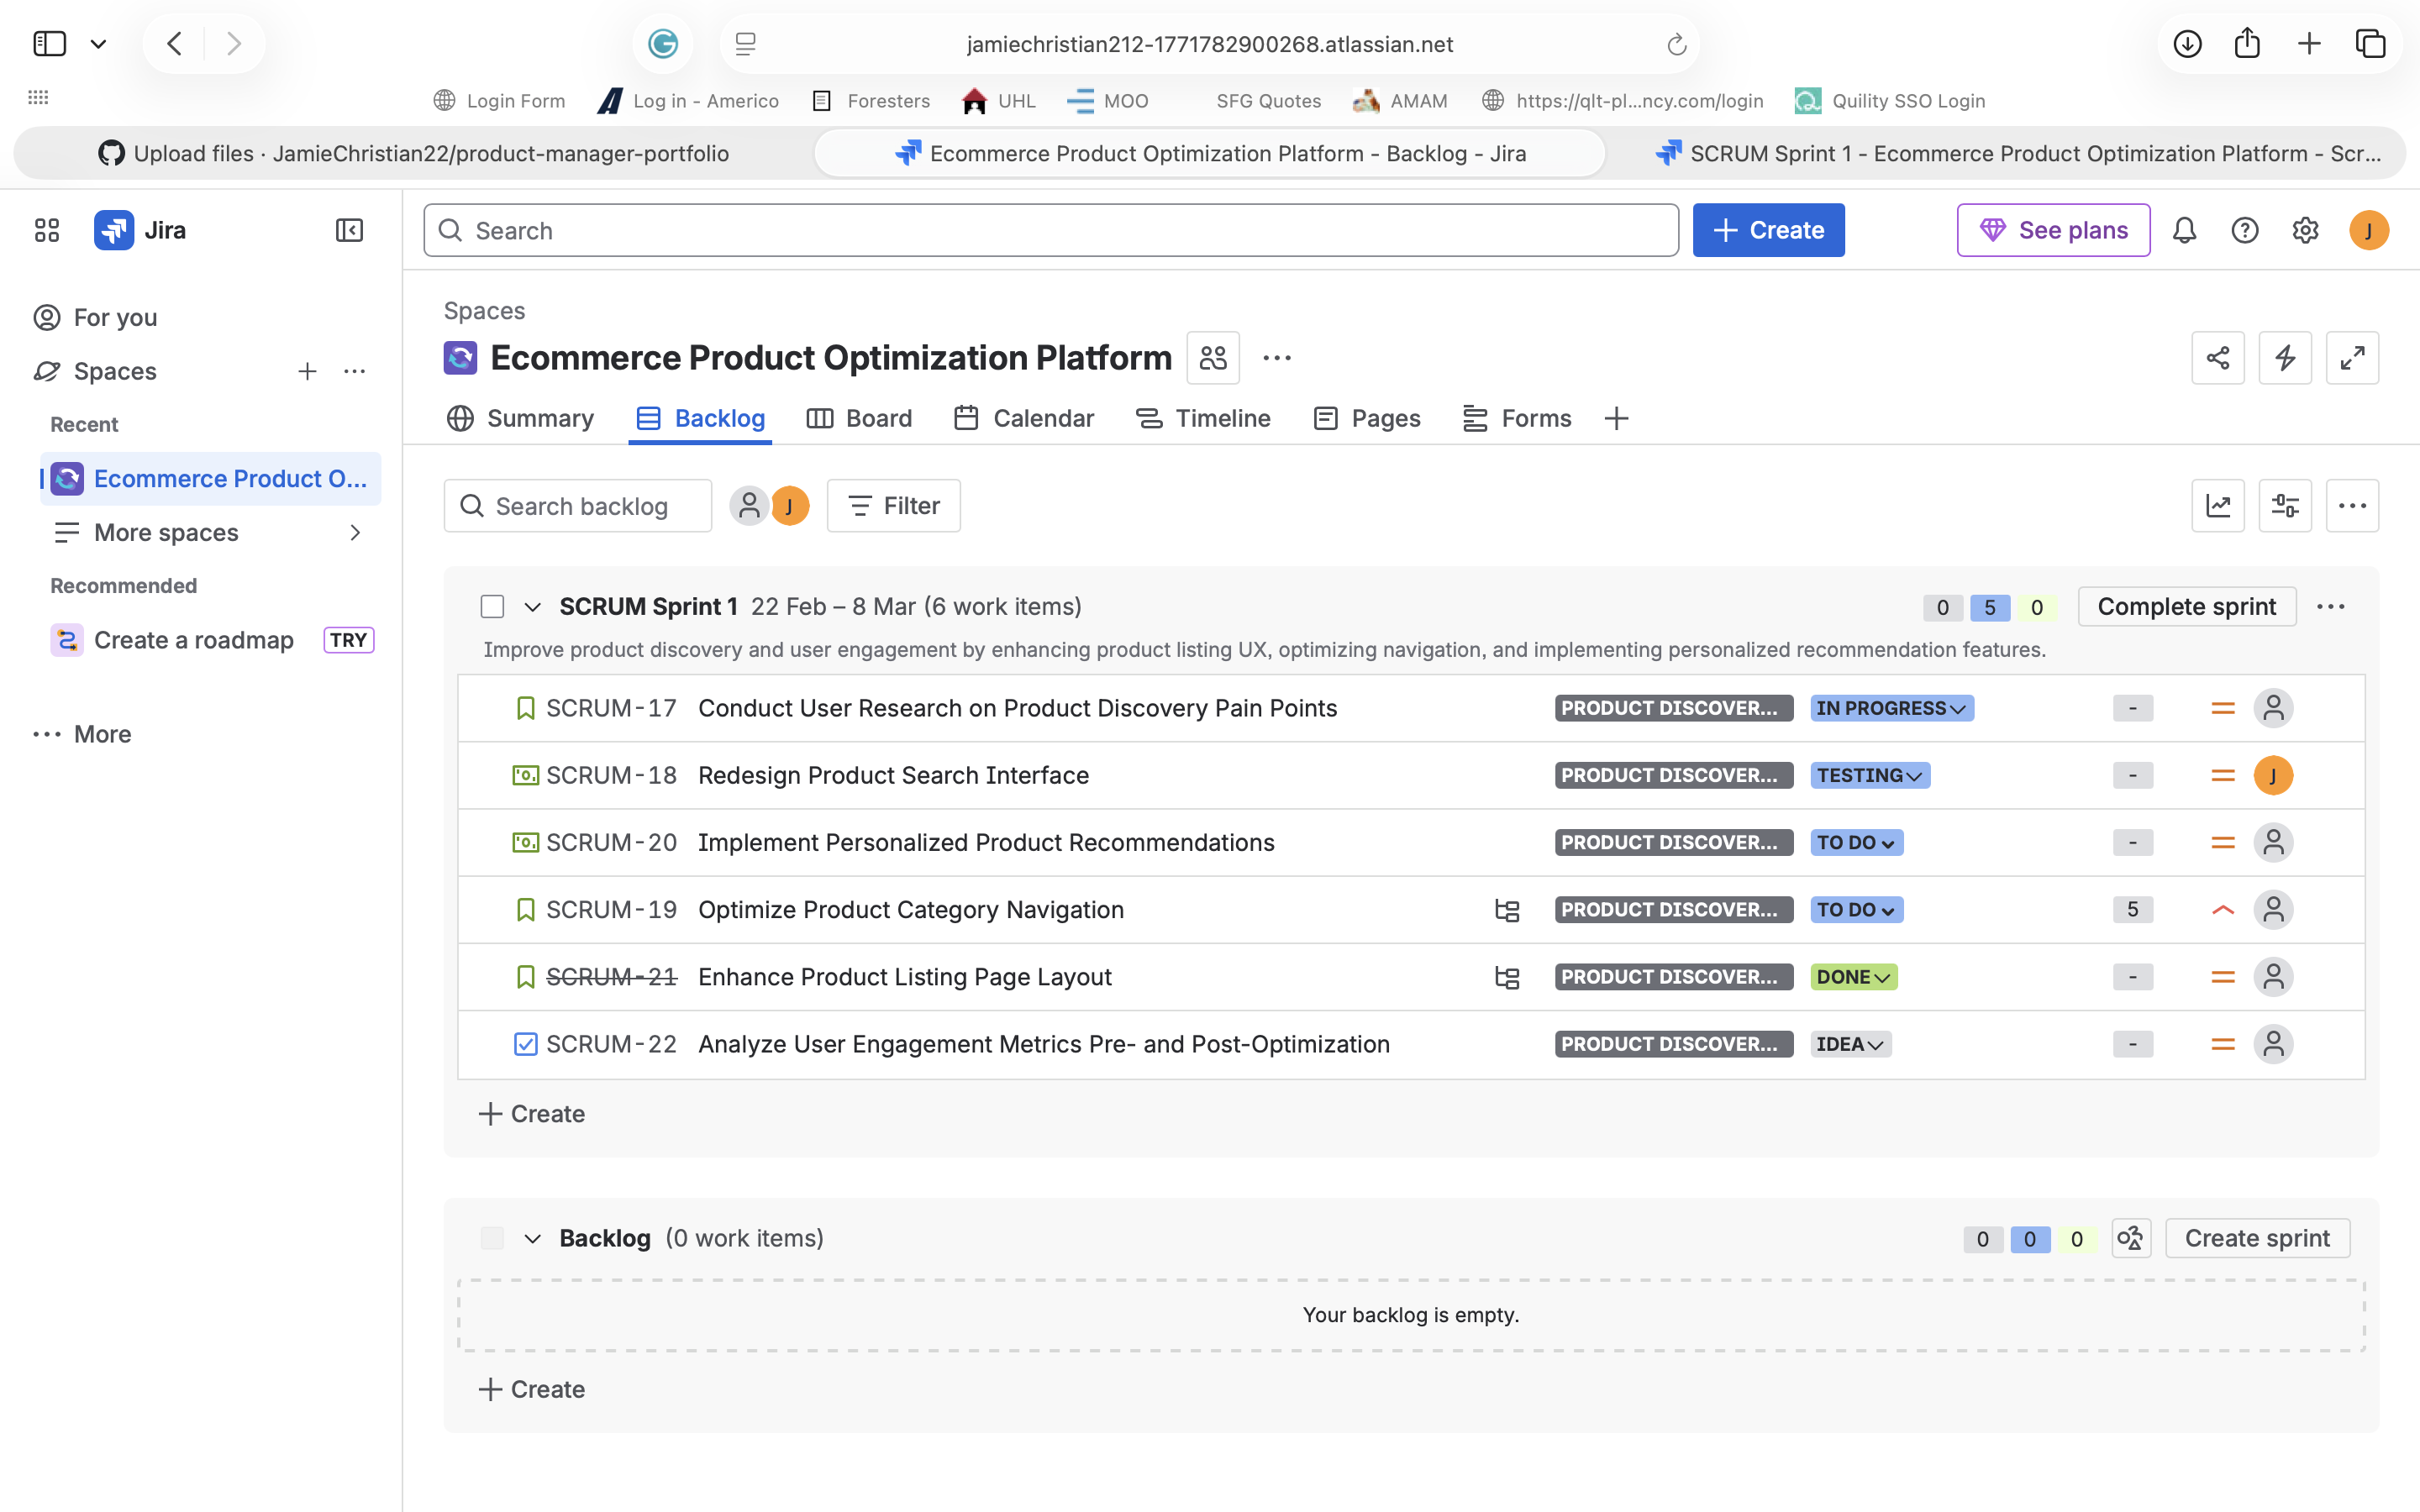 jamiechristian212-1771782900268.atlassian.net
Login Form
Log in - Americo
Foresters
UHL
MOO
SFG Quotes
AMAM
https://qlt-pl...ncy.com/login
Quility SSO Login
Upload files · JamieChristian22/product-manager-portfolio
Ecommerce Product Optimization Platform - Backlog - Jira
SCRUM Sprint 1 - Ecommerce Product Optimization Platform - Scr...
Jira
Search
Create
See plans
J
For you
Spaces
Recent
Ecommerce Product O...
More spaces
Recommended
Create a roadmap TRY
More
Spaces
Ecommerce Product Optimization Platform
Summary
Backlog
Board
Calendar
Timeline
Pages
Forms
Search backlog
J
Filter
SCRUM Sprint 1 22 Feb – 8 Mar (6 work items)
0 5 0
Complete sprint
Improve product discovery and user engagement by enhancing product listing UX, optimizing navigation, and implementing personalized recommendation features.
SCRUM-17 Conduct User Research on Product Discovery Pain Points PRODUCT DISCOVER... IN PROGRESS -
SCRUM-18 Redesign Product Search Interface PRODUCT DISCOVER... TESTING - J
SCRUM-20 Implement Personalized Product Recommendations PRODUCT DISCOVER... TO DO -
SCRUM-19 Optimize Product Category Navigation PRODUCT DISCOVER... TO DO 5
SCRUM-21 Enhance Product Listing Page Layout PRODUCT DISCOVER... DONE -
SCRUM-22 Analyze User Engagement Metrics Pre- and Post-Optimization PRODUCT DISCOVER... IDEA -
Create
Backlog (0 work items)
0 0 0
Create sprint
Your backlog is empty.
Create